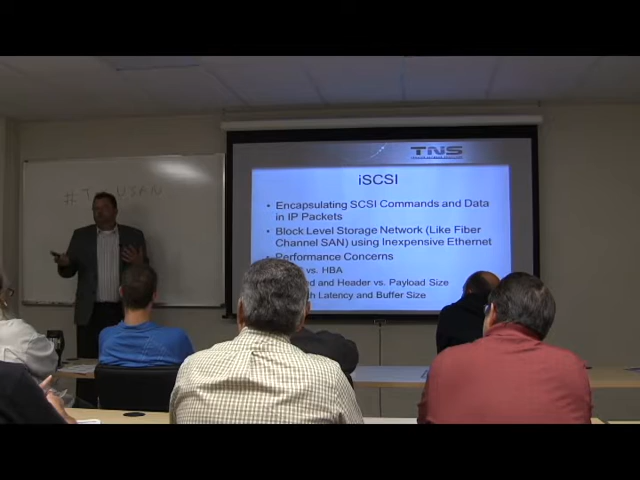 TNS
iSCSI
• Encapsulating SCSI Commands and Data
in IP Packets
• Block Level Storage Network (Like Fiber
Channel SAN) using Inexpensive Ethernet
• Performance Concerns
vs. HBA
and Header vs. Payload Size
Latency and Buffer Size